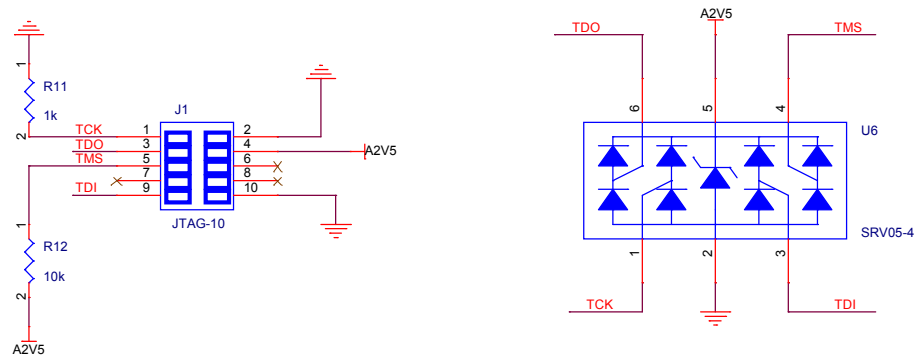 A2V5
TDO
TMS
1
R11
1k
2
J1
6
5
4
TCK
1
2
U6
TDO
3
4
A2V5
TMS
5
6
7
8
TDI
9
10
JTAG-10
1
R12
10k
2
SRV05-4
1
2
3
TCK
TDI
A2V5